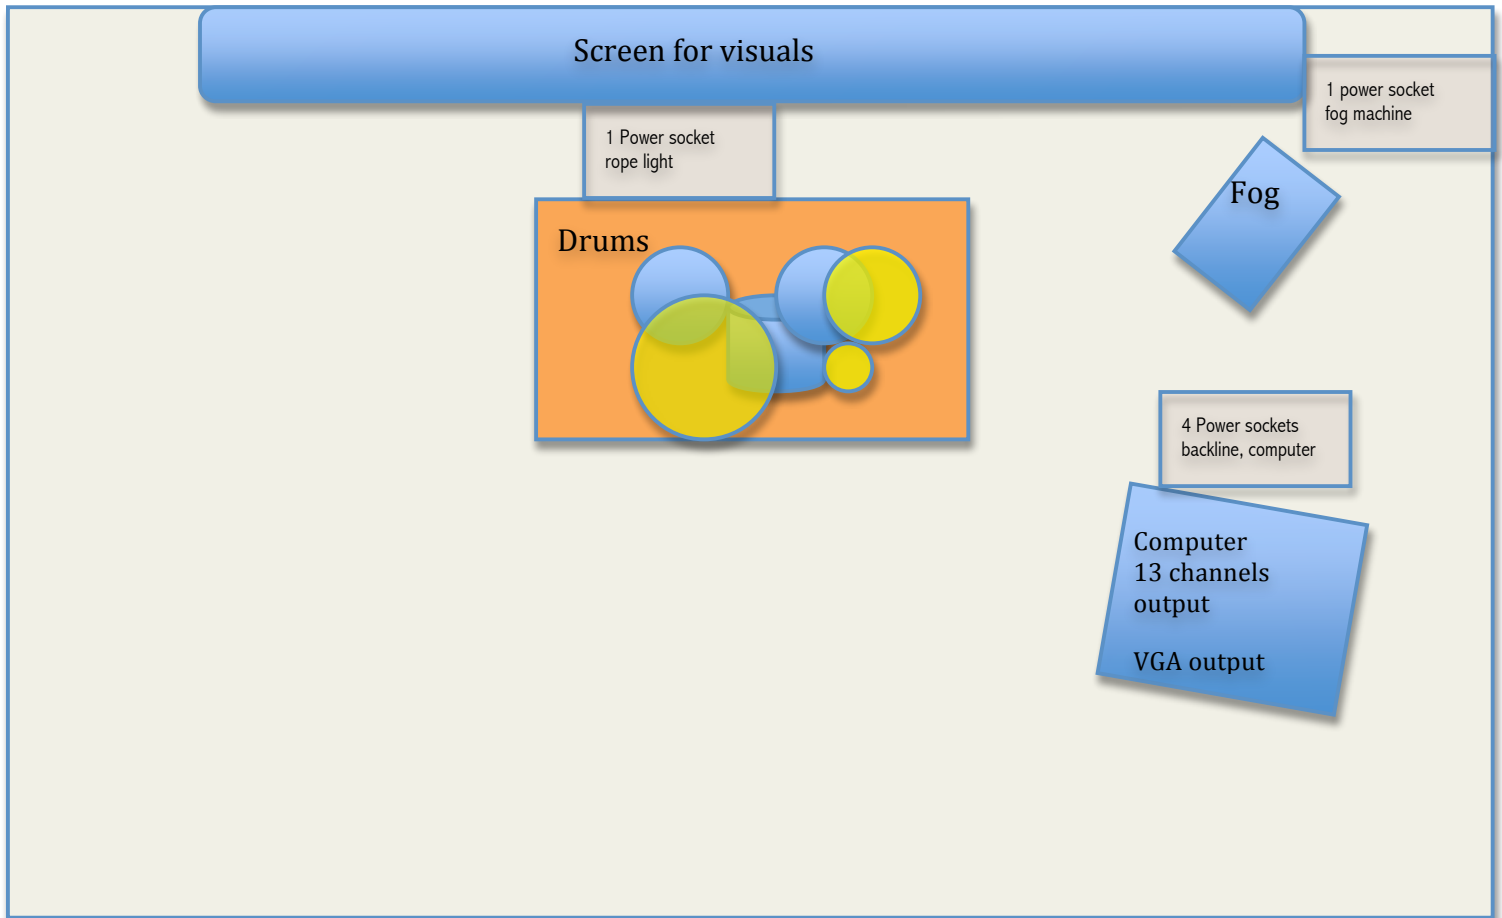 Screen for visuals
1 power socket
fog machine
1 Power socket
rope light
Fog
Drums
4 Power sockets
backline, computer
Computer
13 channels
output
VGA output